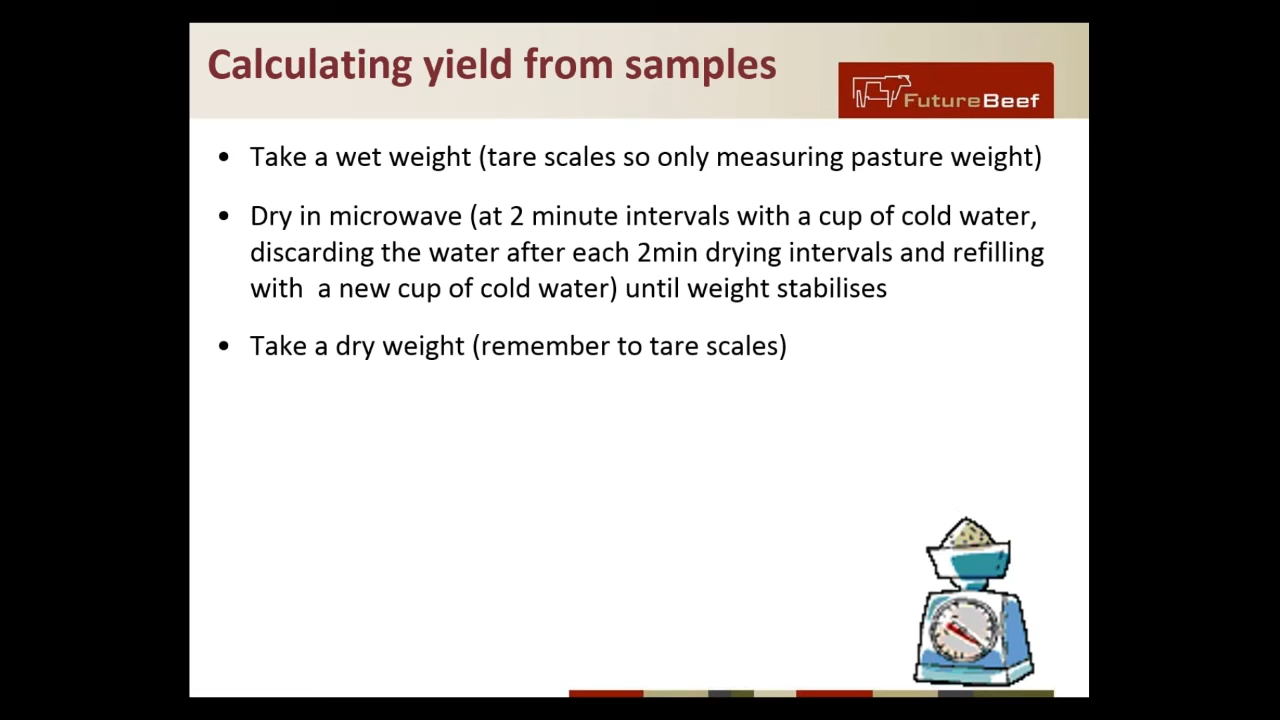 Calculating yield from samples
FutureBeef
• Take a wet weight (tare scales so only measuring pasture weight)
• Dry in microwave (at 2 minute intervals with a cup of cold water,
discarding the water after each 2min drying intervals and refilling
with  a new cup of cold water) until weight stabilises
• Take a dry weight (remember to tare scales)